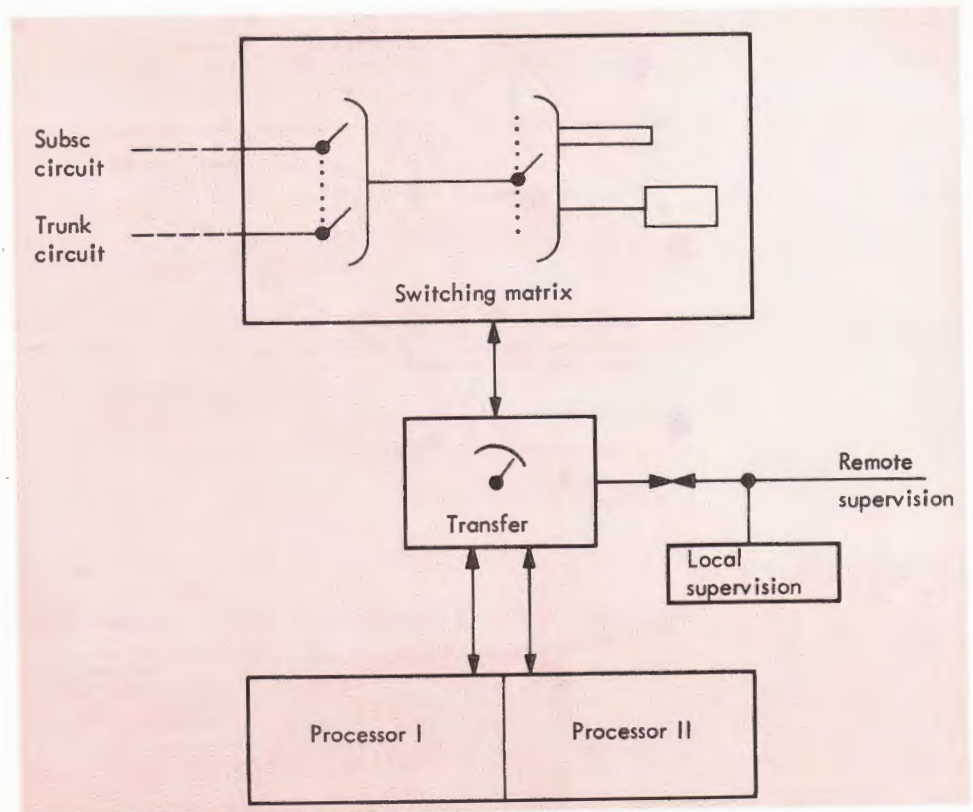 Subsc
circuit
Trunk
circuit
Switching matrix
Transfer
Remote
supervision
Local
supervision
Processor I
Processor II